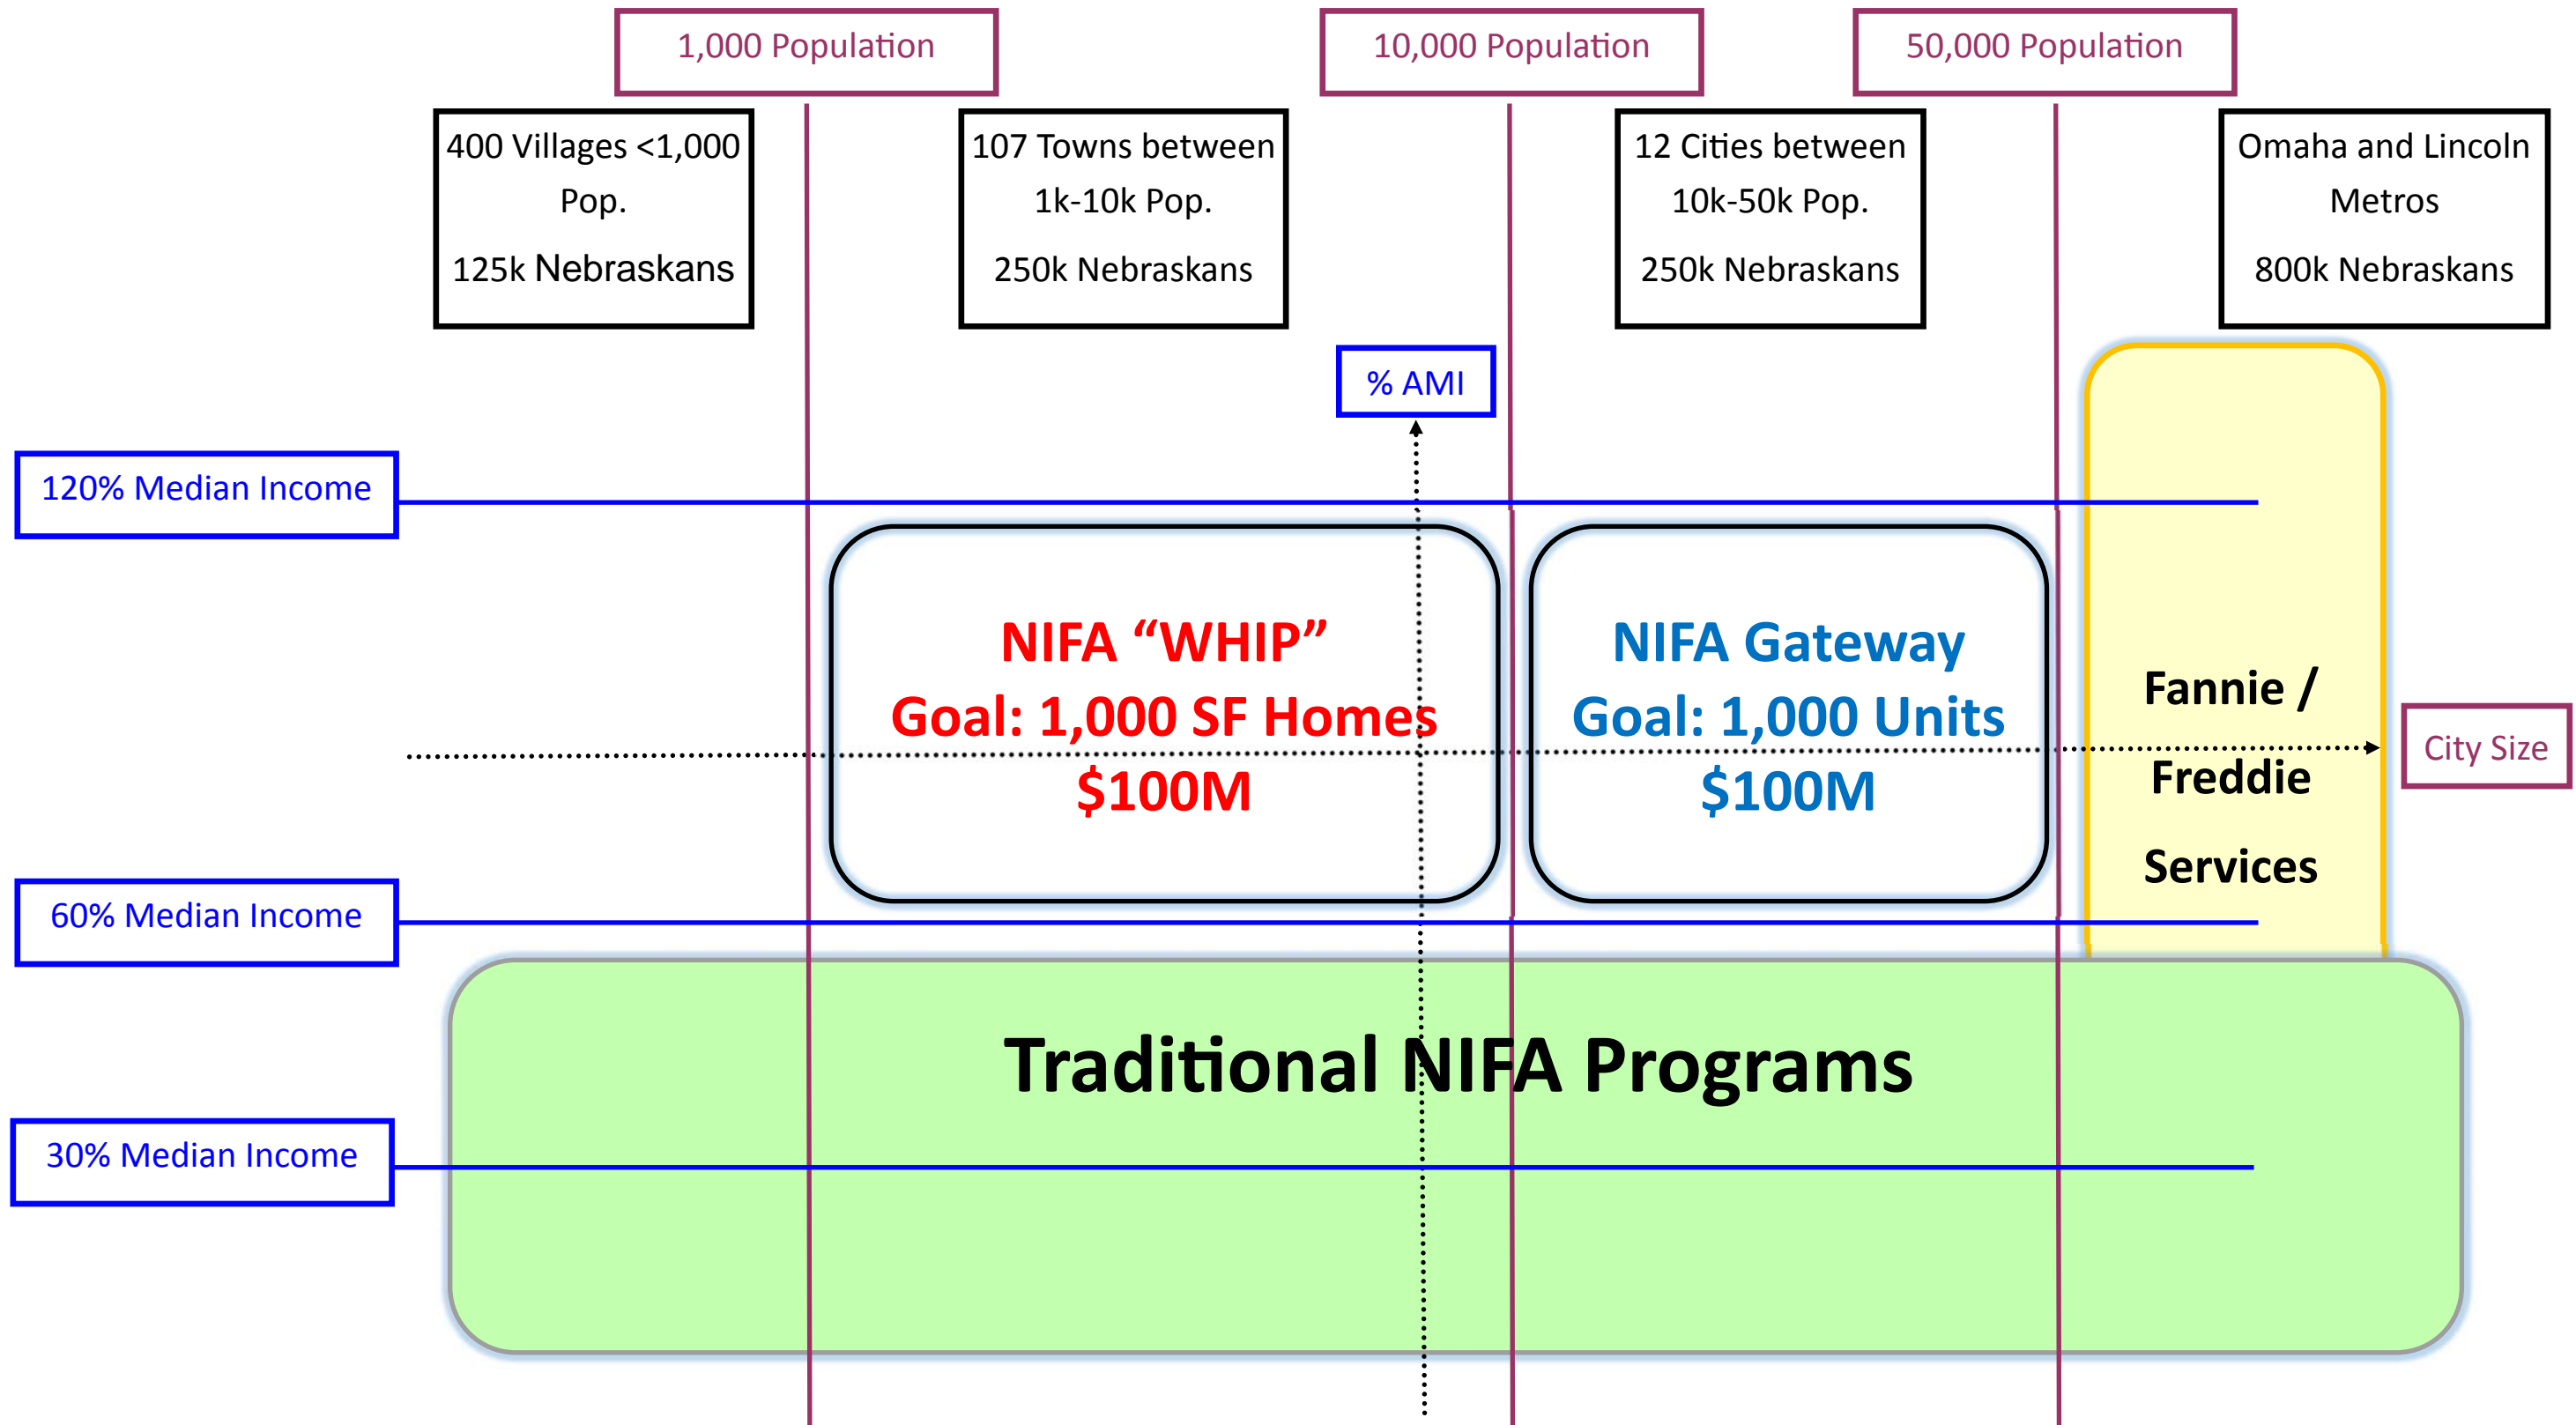 1,000 Population
10,000 Population
50,000 Population
400 Villages <1,000
Pop.
125k Nebraskans
107 Towns between
1k-10k Pop.
250k Nebraskans
12 Cities between
10k-50k Pop.
250k Nebraskans
Omaha and Lincoln
Metros
800k Nebraskans
% AMI
120% Median Income
NIFA “WHIP”
Goal: 1,000 SF Homes
$100M
NIFA Gateway
Goal: 1,000 Units
$100M
Fannie /
Freddie
Services
City Size
60% Median Income
Traditional NIFA Programs
30% Median Income